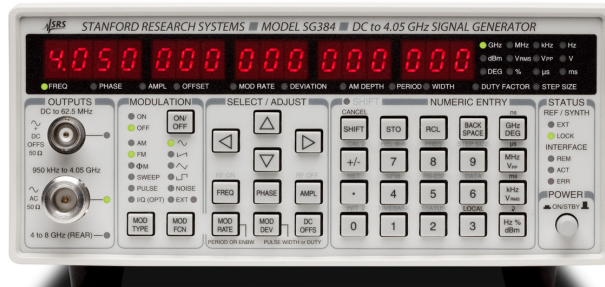 SRS STANFORD RESEARCH SYSTEMS MODEL SG384 DC to 4.05 GHz SIGNAL GENERATOR
4.050 000 000 000
GHz MHz kHz Hz
dBm VRMS VPP V
DEG % µs ms
FREQ PHASE AMPL OFFSET MOD RATE DEVIATION AM DEPTH PERIOD WIDTH DUTY FACTOR STEP SIZE
OUTPUTS
DC to 62.5 MHz
DC
OFFS
50 Ω
950 kHz to 4.05 GHz
AC
50 Ω
4 to 8 GHz (REAR)
MODULATION
ON
OFF
ON/
OFF
AM
FM
ΦM
SWEEP
PULSE NOISE
I/Q (OPT) EXT
MOD
TYPE
MOD
FCN
SELECT / ADJUST
RF ON RF OFF
FREQ PHASE AMPL
MOD
RATE
MOD
DEV
DC
OFFS
PERIOD OR ENBW PULSE WIDTH or DUTY
SHIFT NUMERIC ENTRY
CANCEL
SHIFT STO RCL BACK
SPACE
ns
GHz
DEG
+/- 7 8 9
µs
MHz
VPP
• 4 5 6
ms
kHz
VRMS
LOCAL
0 1 2 3
Hz %
dBm
STATUS
REF / SYNTH
EXT
LOCK
INTERFACE
REM
ACT
ERR
POWER
ON/STBY